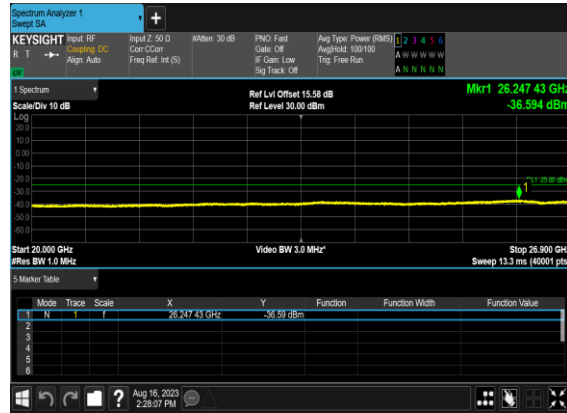 Spectrum Analyzer 1
Swept SA
+
KEYSIGHT Input: RF Input Z: 50 Ω #Atten: 30 dB PNO: Fast Avg Type: Power (RMS) 1 2 3 4 5 6
R T Coupling: DC Corr CCorr Gate: Off Avg|Hold: 100/100 A W W W W W
Align: Auto Freq Ref: Int (S) IF Gain: Low Trig: Free Run
Sig Track: Off A N N N N N
1 Spectrum Ref Lvl Offset 15.58 dB Mkr1 26.247 43 GHz
Scale/Div 10 dB Ref Level 30.00 dBm -36.594 dBm
Log
20.0
10.0
0.00
-10.0
-20.0
DL1 -25.00 dBm
1
-30.0
-40.0
-50.0
-60.0
Start 20.000 GHz Video BW 3.0 MHz* Stop 26.900 GHz
#Res BW 1.0 MHz Sweep 13.3 ms (40001 pts)
5 Marker Table
Mode Trace Scale X Y Function Function Width Function Value
1 N 1 f 26.247 43 GHz -36.59 dBm
2
3
4
5
6
? Aug 16, 2023
2:28:07 PM